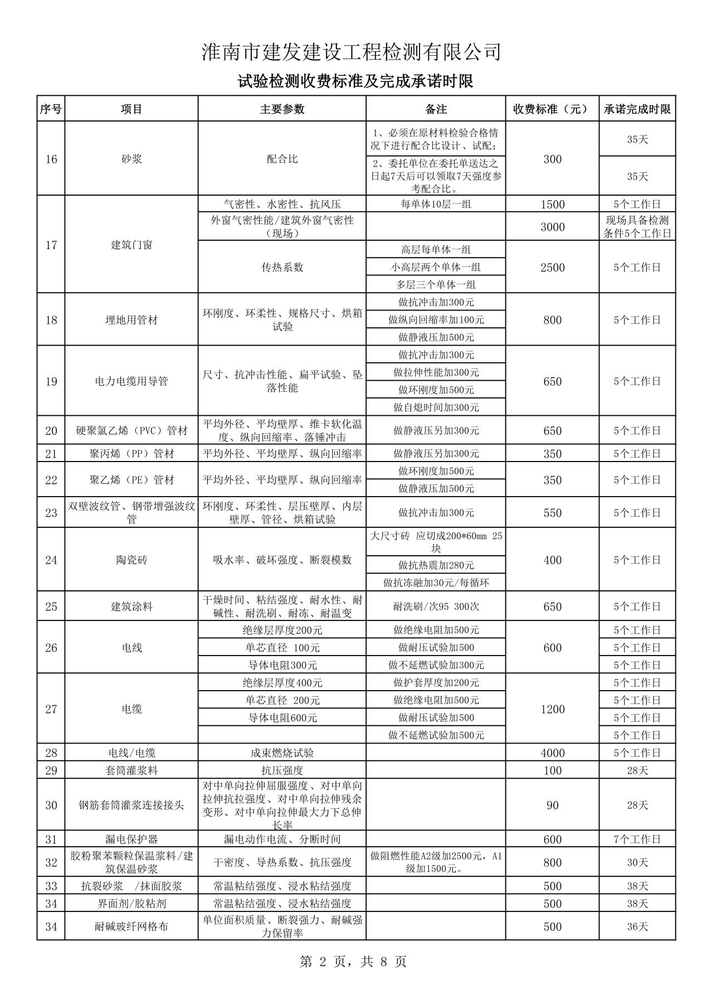 淮南市建发建设工程检测有限公司
试验检测收费标准及完成承诺时限
序号 项目 主要参数 备注 收费标准（元） 承诺完成时限
16 砂浆 配合比 300
1、必须在原材料检验合格情
况下进行配合比设计、试配；
35天
2、委托单位在委托单送达之
日起7天后可以领取7天强度参
考配合比。
35天
17 建筑门窗
气密性、水密性、抗风压 每单体10层一组 1500 5个工作日
外窗气密性能/建筑外窗气密性
（现场）
3000
现场具备检测
条件5个工作日
传热系数
高层每单体一组
小高层两个单体一组
多层三个单体一组
2500 5个工作日
18 埋地用管材
环刚度、环柔性、规格尺寸、烘箱
试验
做抗冲击加300元
做纵向回缩率加100元
做静液压加500元
800 5个工作日
19 电力电缆用导管
尺寸、抗冲击性能、扁平试验、坠
落性能
做抗冲击加300元
做拉伸性能加300元
做环刚度加500元
做自熄时间加300元
650 5个工作日
20 硬聚氯乙烯（PVC）管材
平均外径、平均壁厚、维卡软化温
度、纵向回缩率、落锤冲击
做静液压另加300元 650 5个工作日
21 聚丙烯（PP）管材 平均外径、平均壁厚、纵向回缩率 做静液压另加300元 350 5个工作日
22 聚乙烯（PE）管材 平均外径、平均壁厚、纵向回缩率
做环刚度加500元
做静液压加500元
350 5个工作日
23
双壁波纹管、钢带增强波纹
管
环刚度、环柔性、层压壁厚、内层
壁厚、管径、烘箱试验
做抗冲击加300元 550 5个工作日
24 陶瓷砖 吸水率、破坏强度、断裂模数
大尺寸砖 应切成200*60mm 25
块
做抗热震加280元
做抗冻融加30元/每循环
400 5个工作日
25 建筑涂料
干燥时间、粘结强度、耐水性、耐
碱性、耐洗刷、耐冻、耐温变
耐洗刷/次95 300次 650 5个工作日
26 电线 600
绝缘层厚度200元 做绝缘电阻加500元 5个工作日
单芯直径 100元 做耐压试验加500 5个工作日
导体电阻300元 做不延燃试验加300元 5个工作日
27 电缆 1200
绝缘层厚度400元 做护套厚度加200元 5个工作日
单芯直径 200元 做绝缘电阻加500元 5个工作日
导体电阻600元 做耐压试验加500 5个工作日
做不延燃试验加500元 5个工作日
28 电线/电缆 成束燃烧试验 4000 5个工作日
29 套筒灌浆料 抗压强度 100 28天
30 钢筋套筒灌浆连接接头
对中单向拉伸屈服强度、对中单向
拉伸抗拉强度、对中单向拉伸残余
变形、对中单向拉伸最大力下总伸
长率
90 28天
31 漏电保护器 漏电动作电流、分断时间 600 7个工作日
32
胶粉聚苯颗粒保温浆料/建
筑保温砂浆
干密度、导热系数、抗压强度
做阻燃性能A2级加2500元，A1
级加1500元。
800 30天
33 抗裂砂浆 /抹面胶浆 常温粘结强度、浸水粘结强度 500 38天
34 界面剂/胶粘剂 常温粘结强度、浸水粘结强度 500 38天
34 耐碱玻纤网格布
单位面积质量、断裂强力、耐碱强
力保留率
500 36天
第 2 页，共 8 页